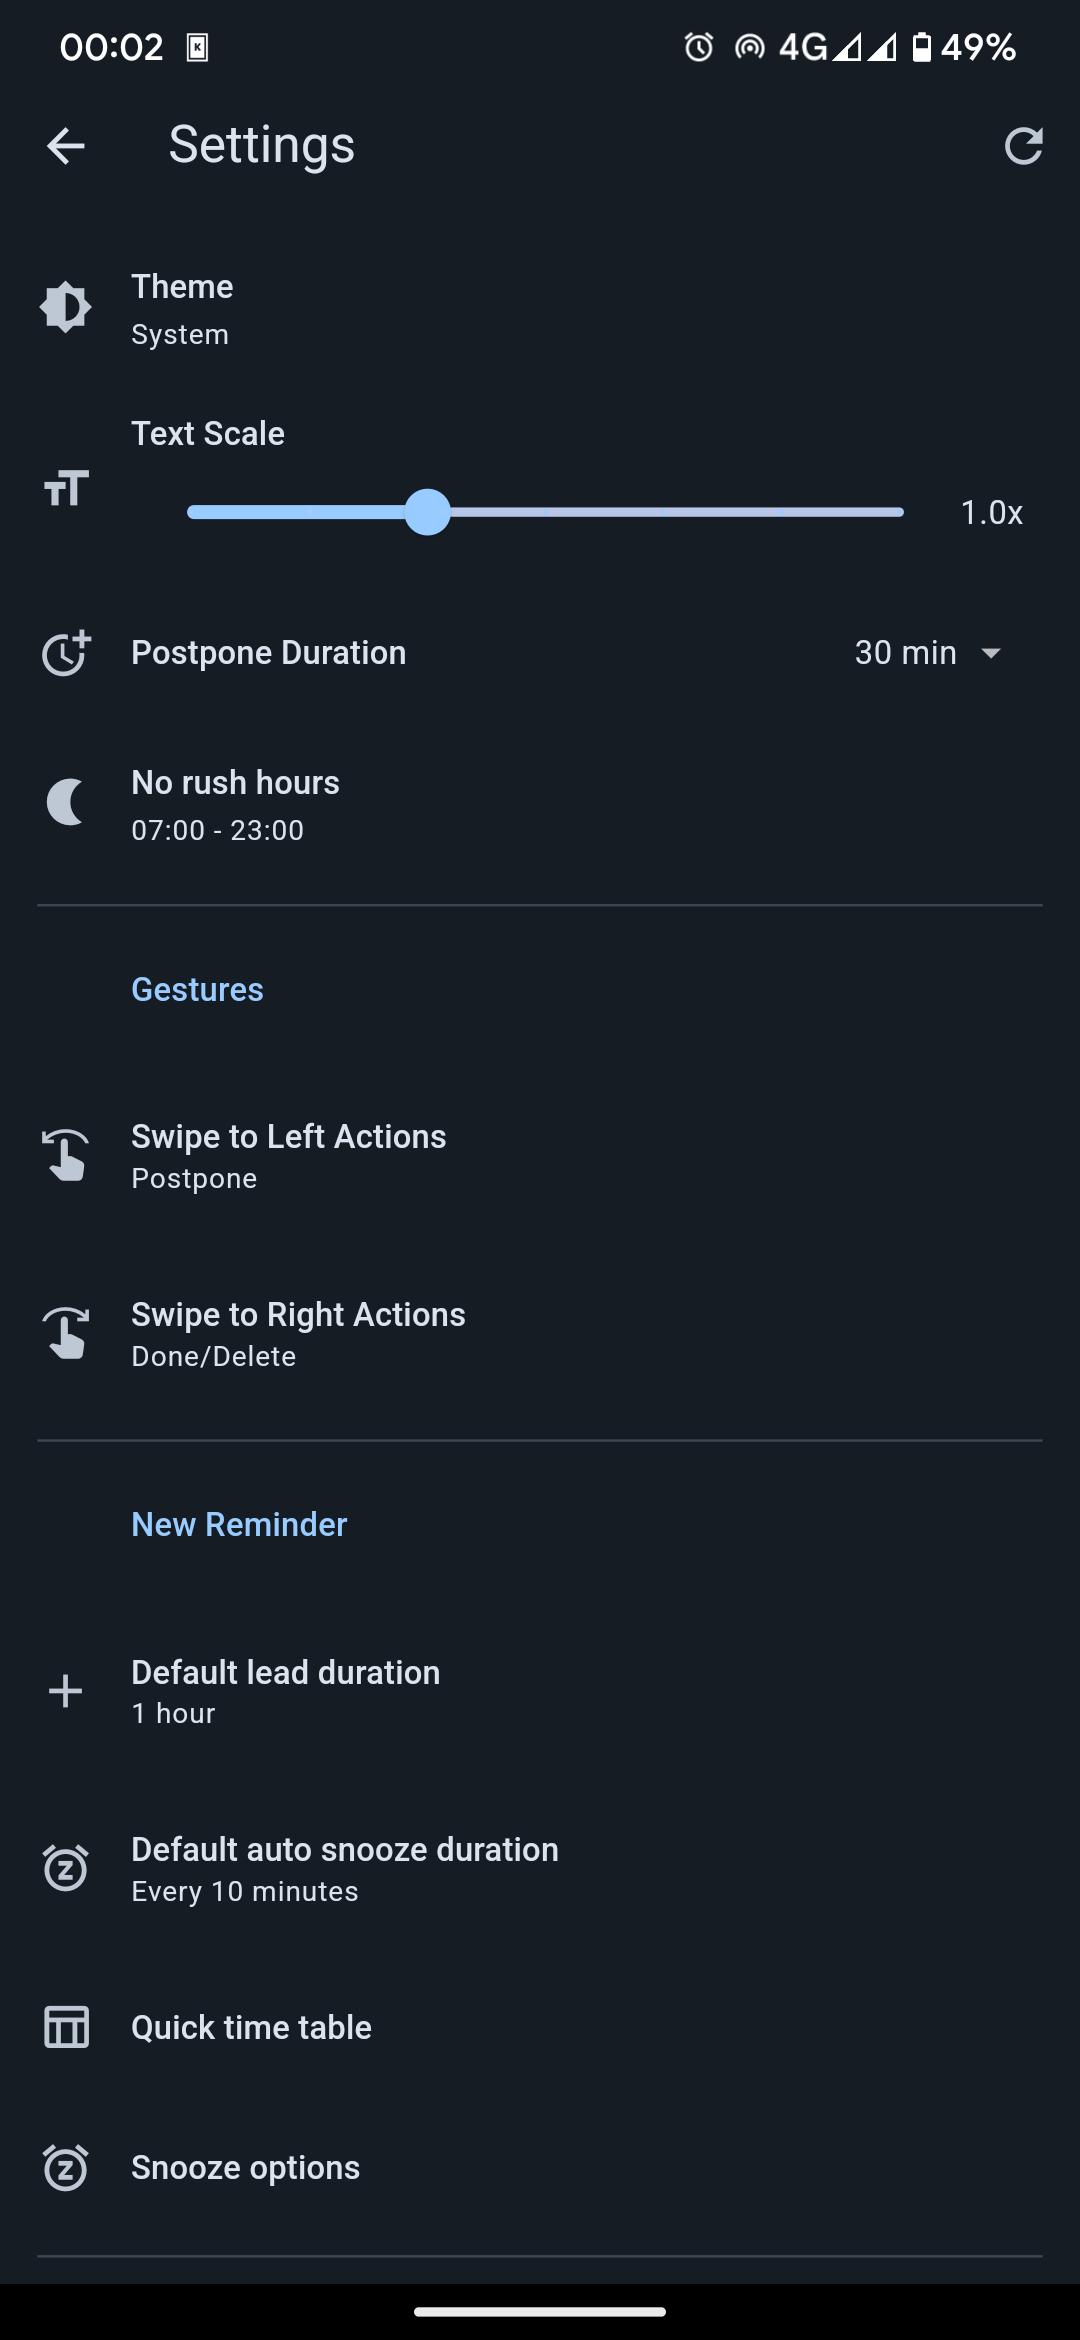 00:02
4G
49%
Settings
Theme
System
Text Scale
1.0x
Postpone Duration
30 min
No rush hours
07:00 - 23:00
Gestures
Swipe to Left Actions
Postpone
Swipe to Right Actions
Done/Delete
New Reminder
Default lead duration
1 hour
Default auto snooze duration
Every 10 minutes
Quick time table
Snooze options